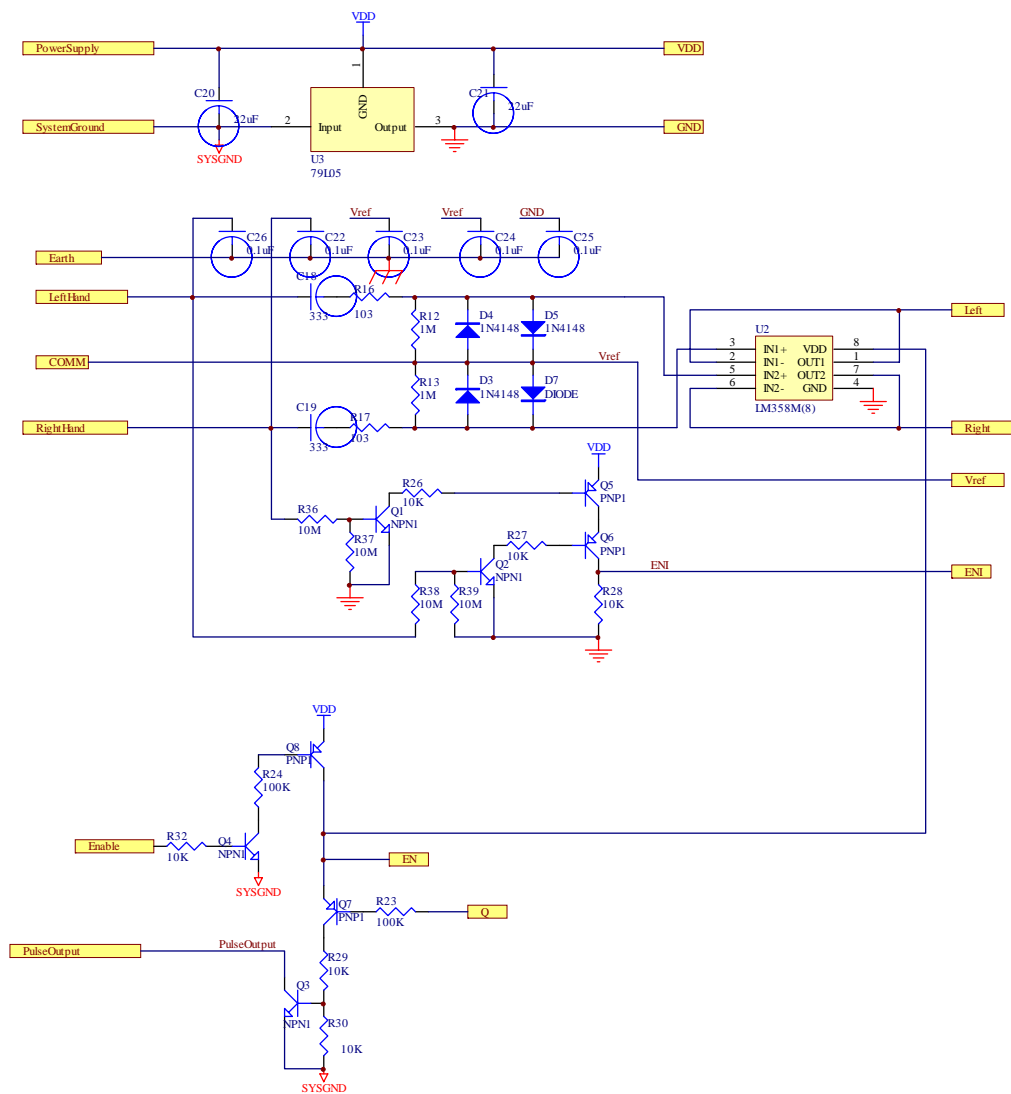 VDD
PowerSupply
VDD
1
C20
C21
22uF
22uF
GND
SystemGround
2
Input
Output
3
GND
SYSGND
U3
79L05
Vref
Vref
GND
C26
C22
C23
C24
C25
0.1uF
0.1uF
0.1uF
0.1uF
0.1uF
Earth
C18
R16
LeftHand
333
103
R12
1M
D4
1N4148
D5
1N4148
Left
U2
3
IN1+
VDD
8
2
IN1-
OUT1
1
5
IN2+
OUT2
7
6
IN2-
GND
4
LM358M(8)
COMM
Vref
R13
1M
D3
1N4148
D7
DIODE
C19
R17
RightHand
333
103
Right
VDD
R26
10K
Q5
PNP1
Vref
R36
10M
Q1
NPN1
R37
10M
R27
10K
Q6
PNP1
Q2
NPN1
ENI
ENI
R38
10M
R39
10M
R28
10K
VDD
Q8
PNP1
R24
100K
Enable
R32
10K
Q4
NPN1
EN
SYSGND
Q7
PNP1
R23
100K
Q
PulseOutput
PulseOutput
R29
10K
Q3
NPN1
R30
10K
SYSGND